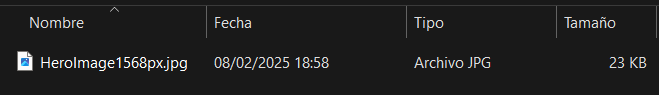 Nombre Fecha Tipo Tamaño
HeroImage1568px.jpg 08/02/2025 18:58 Archivo JPG 23 KB